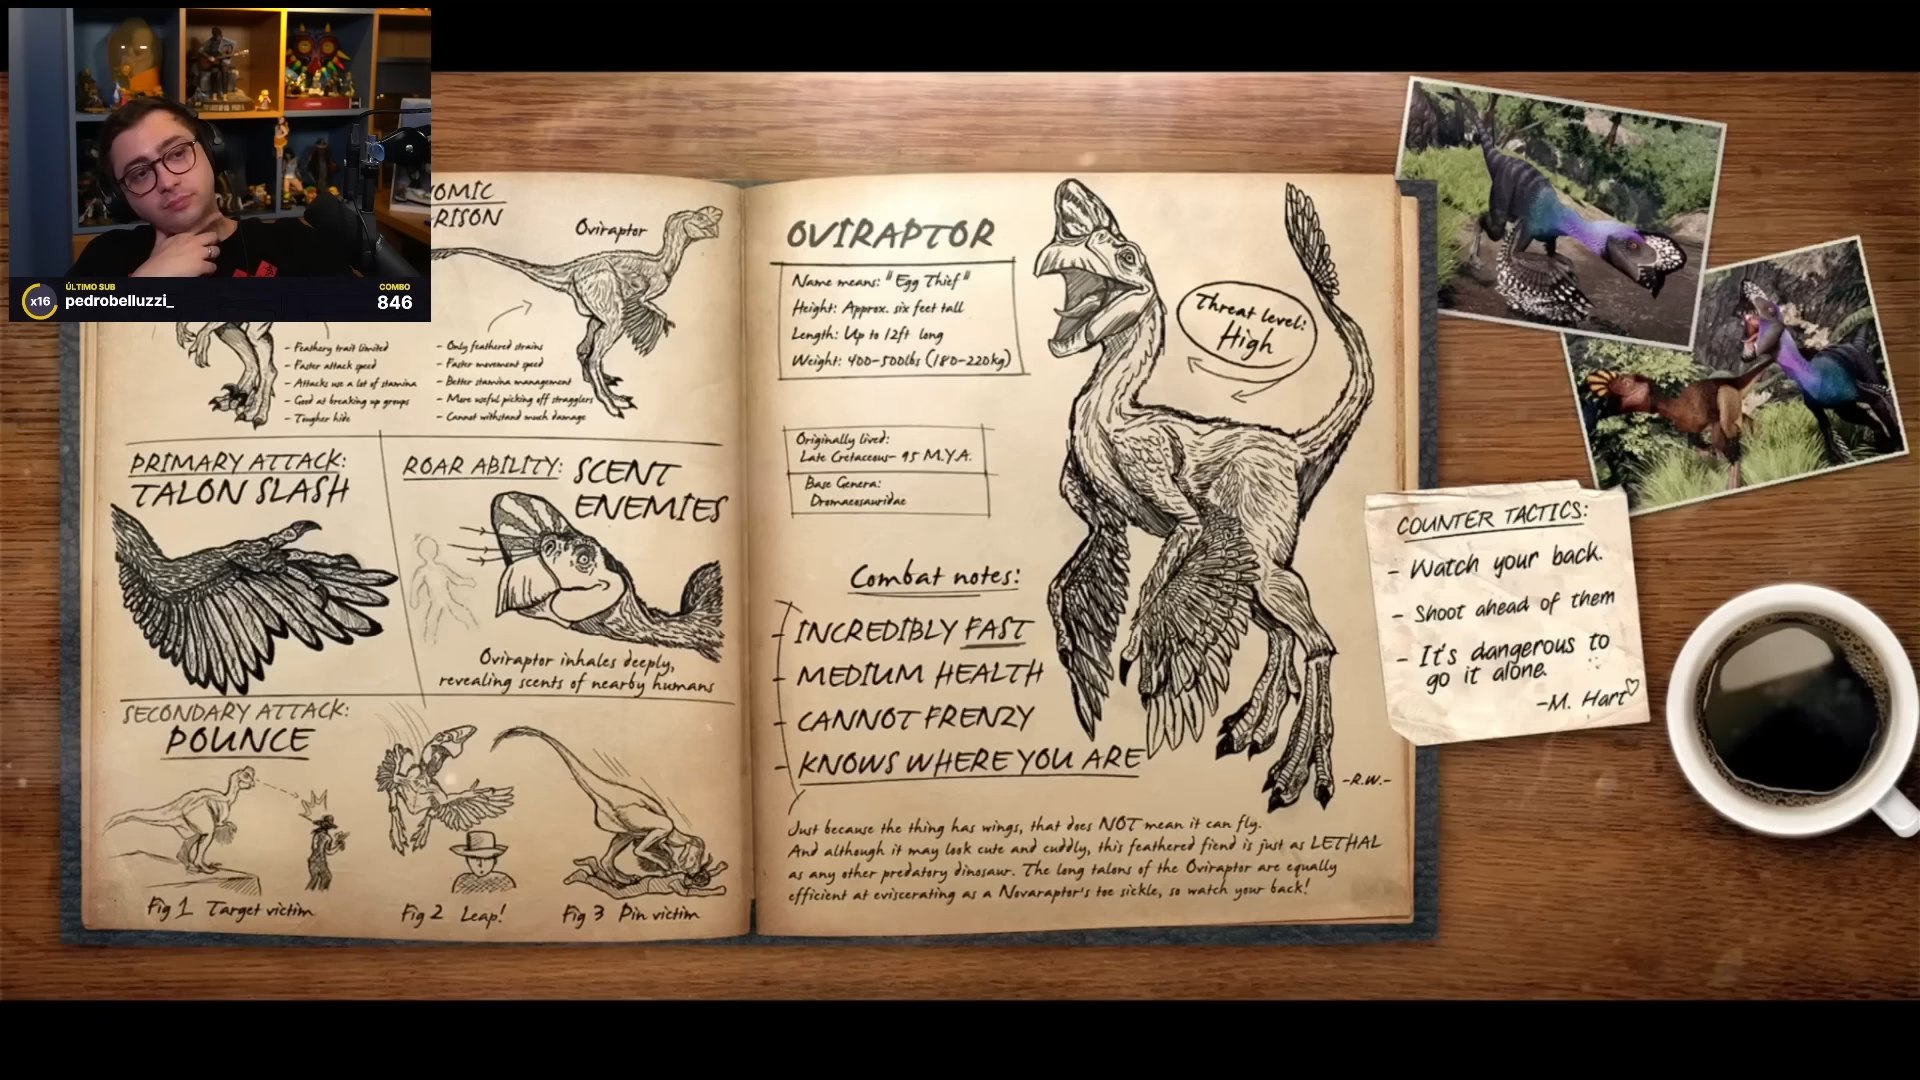 ÚLTIMO SUB
COMBO
x16
pedrobelluzzi_
846
OMIC
RISON
Oviraptor
- Feathery trait limited
- Faster attack speed
- Attacks use a lot of stamina
- Good at breaking up groups
- Tougher hide
- Only feathered strains
- Faster movement speed
- Better stamina management
- More useful picking off stragglers
- Cannot withstand much damage
PRIMARY ATTACK:
TALON SLASH
ROAR ABILITY: SCENT
ENEMIES
Oviraptor inhales deeply,
revealing scents of nearby humans
SECONDARY ATTACK:
POUNCE
Fig 1 Target victim
Fig 2 Leap!
Fig 3 Pin victim
OVIRAPTOR
Name means: "Egg Thief"
Height: Approx. six feet tall
Length: Up to 12ft long
Weight: 400-500lbs (180-220kg)
Threat level:
High
Originally lived:
Late Cretaceous- 95 M.Y.A.
Base Genera:
Dromaeosauridae
Combat notes:
- INCREDIBLY FAST
- MEDIUM HEALTH
- CANNOT FRENZY
- KNOWS WHERE YOU ARE
-R.W.-
Just because the thing has wings, that does NOT mean it can fly.
And although it may look cute and cuddly, this feathered fiend is just as LETHAL
as any other predatory dinosaur. The long talons of the Oviraptor are equally
efficient at eviscerating as a Novaraptor's toe sickle, so watch your back!
COUNTER TACTICS:
- Watch your back.
- Shoot ahead of them
- It's dangerous to
go it alone.
-M. Hart